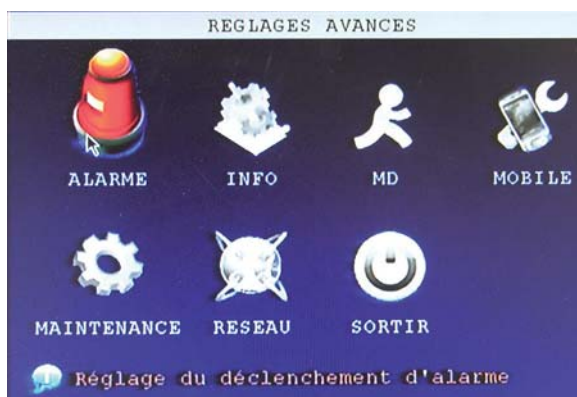 REGLAGES AVANCES
ALARME INFO MD MOBILE
MAINTENANCE RESEAU SORTIR
Réglage du déclenchement d'alarme